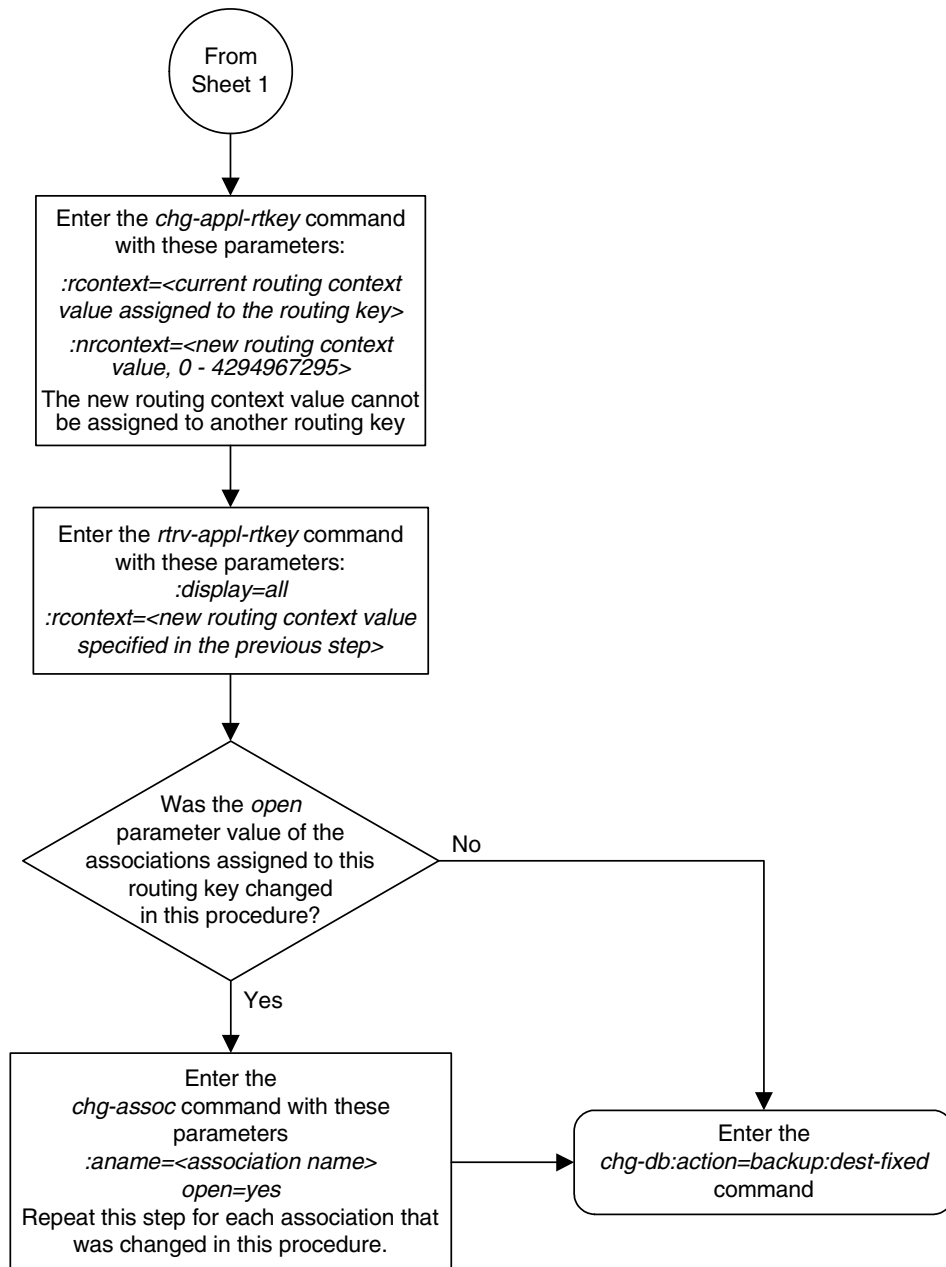 From
Sheet 1
Enter the chg-appl-rtkey command
with these parameters:
:rcontext=<current routing context
value assigned to the routing key>
:nrcontext=<new routing context
value, 0 - 4294967295>
The new routing context value cannot
be assigned to another routing key
Enter the rtrv-appl-rtkey command
with these parameters:
:display=all
:rcontext=<new routing context value
specified in the previous step>
Was the open
parameter value of the
associations assigned to this
routing key changed
in this procedure?
No
Yes
Enter the
chg-assoc command with these
parameters
:aname=<association name>
open=yes
Repeat this step for each association that
was changed in this procedure.
Enter the
chg-db:action=backup:dest-fixed
command